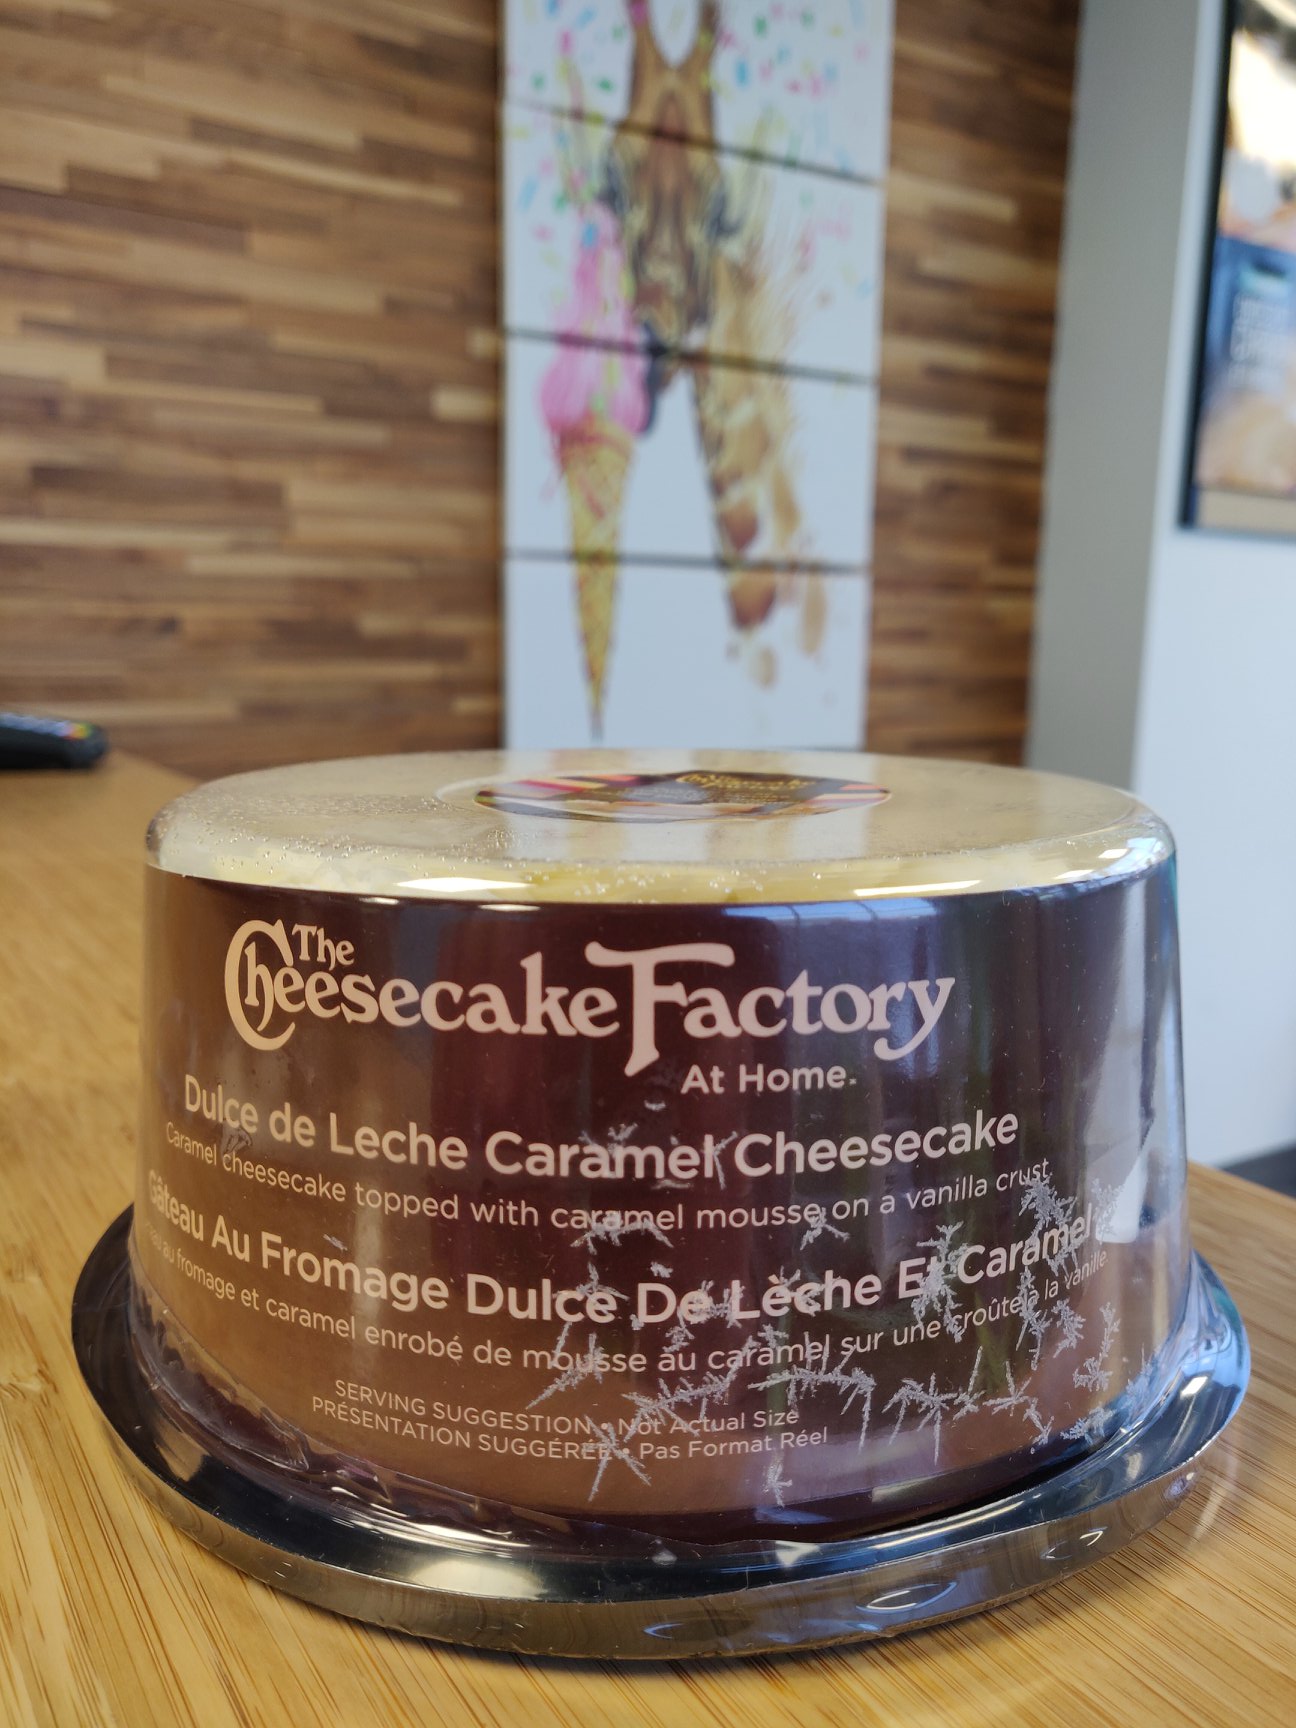 The
Cheesecake Factory
At Home
Dulce de Leche Caramel Cheesecake
Caramel cheesecake topped with caramel mousse on a vanilla crust
Gâteau Au Fromage Dulce De Lèche Et Caramel
au fromage et caramel enrobé de mousse au caramel sur une croûte à la vanille
SERVING SUGGESTION • Not Actual Size
PRÉSENTATION SUGGÉRÉE • Pas Format Réel